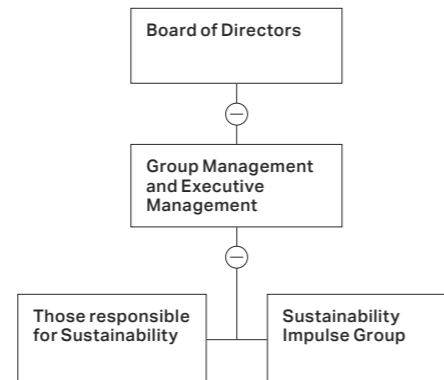 Board of Directors
Group Management
and Executive
Management
Those responsible
for Sustainability
Sustainability
Impulse Group